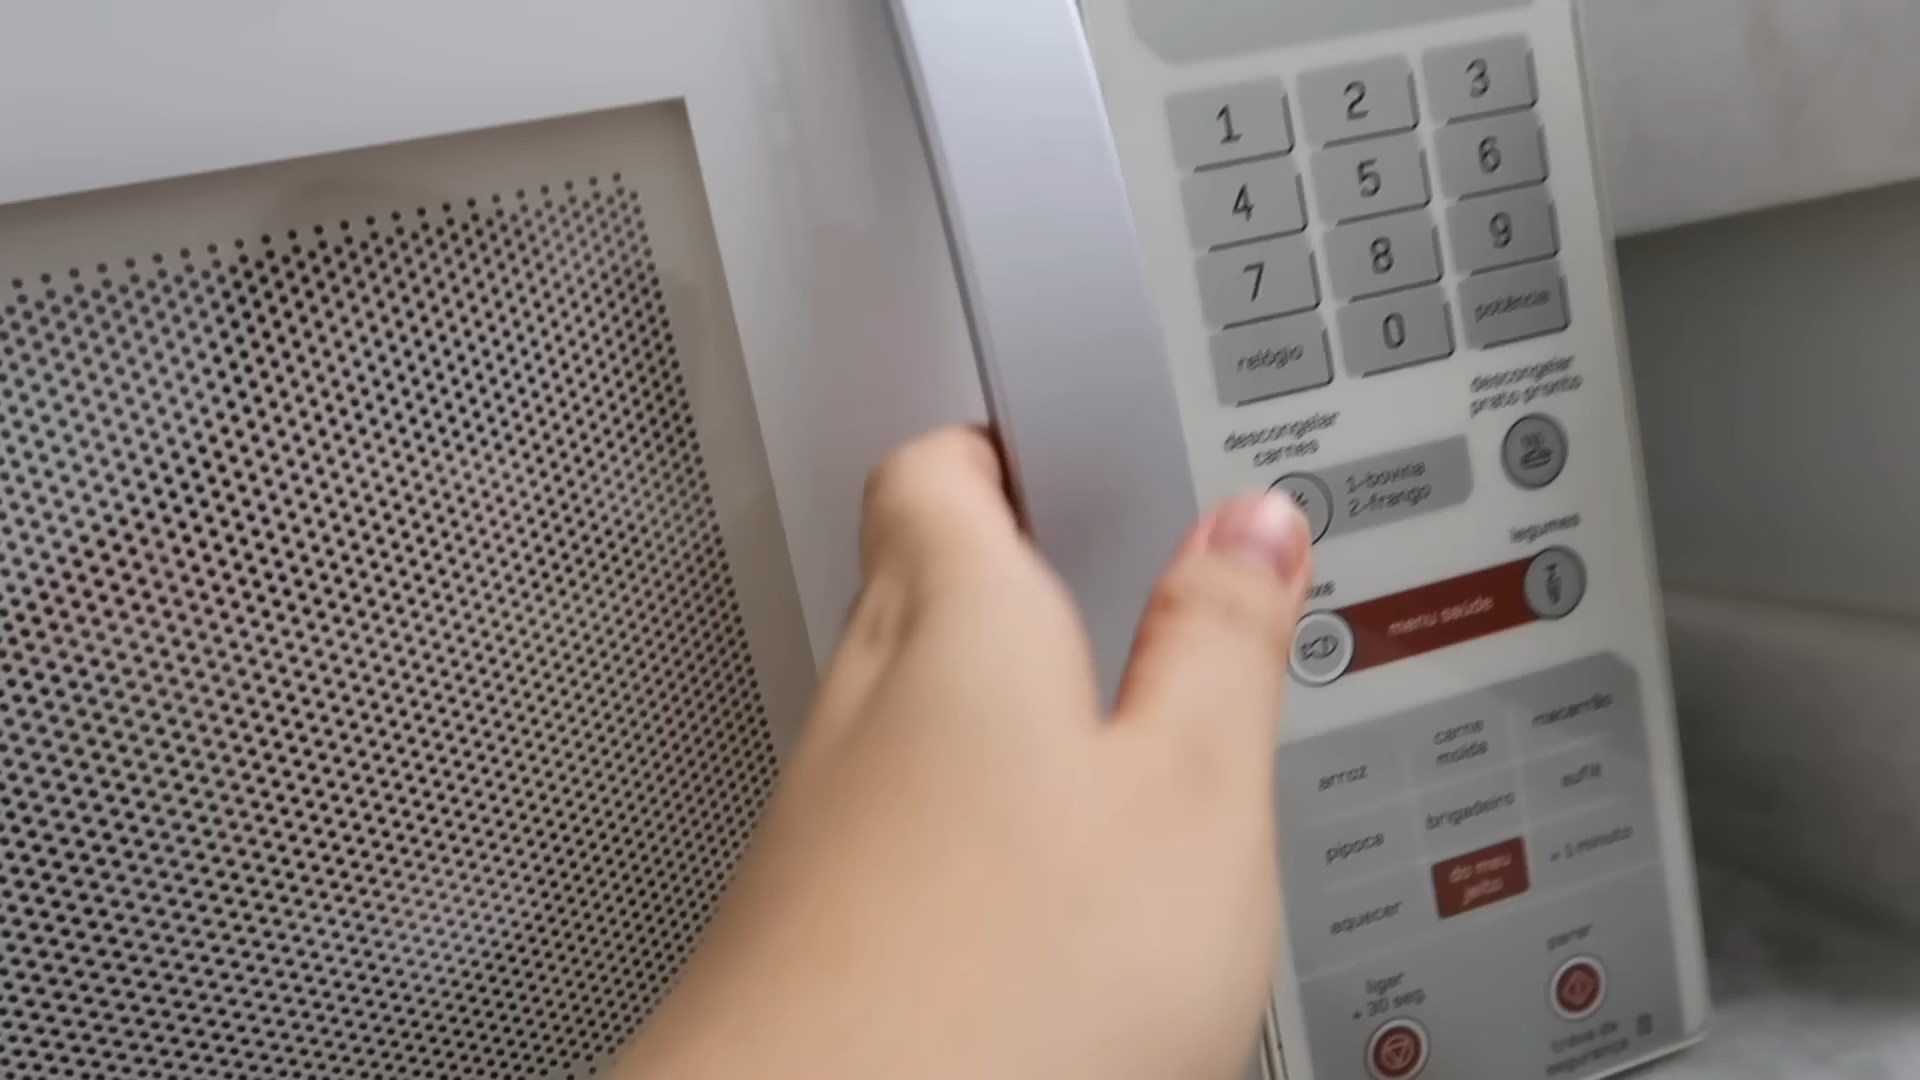 1 2 3
4 5 6
7 8 9
relógio 0 potência
descongelar
carnes
descongelar
prato pronto
1-bovina
2-frango
legumes
menu saúde
arroz
carne
moída
macarrão
pipoca
brigadeiro
suflê
aquecer
do meu
jeito
+ 1 minuto
ligar
+ 30 seg.
parar
trava de
segurança